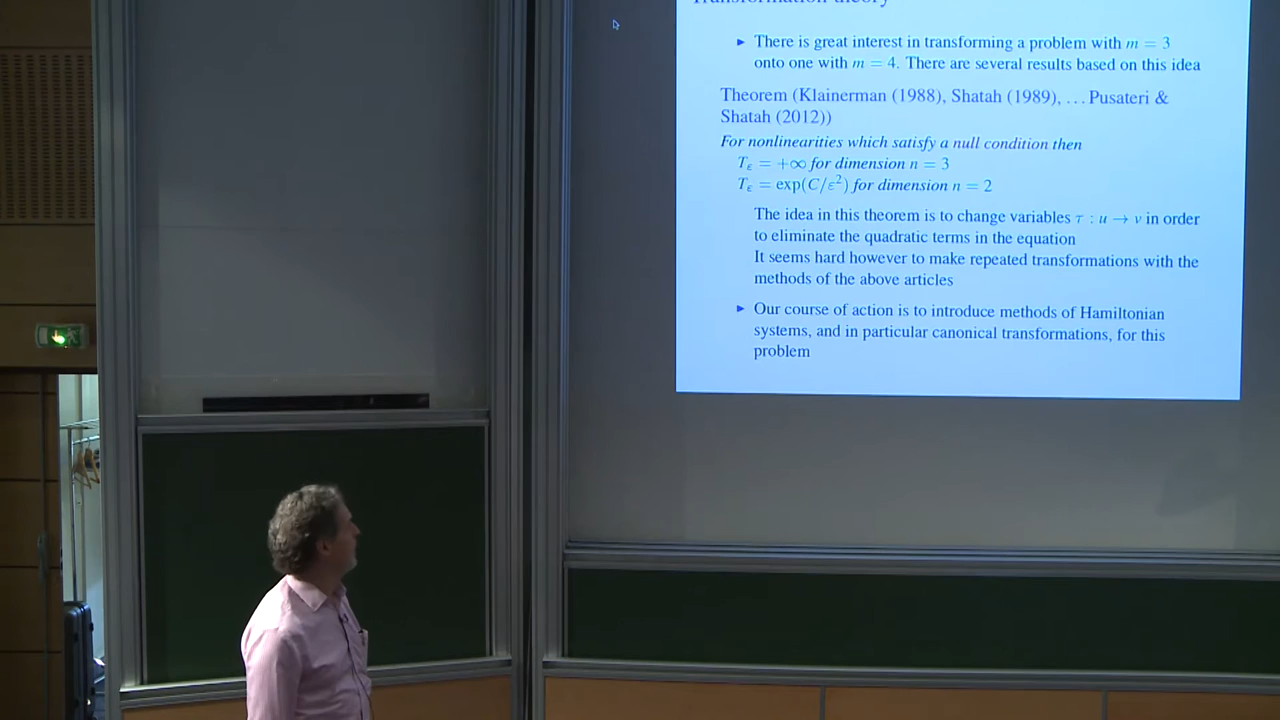 Transformation theory
► There is great interest in transforming a problem with m = 3
onto one with m = 4. There are several results based on this idea
Theorem (Klainerman (1988), Shatah (1989), … Pusateri &
Shatah (2012))
For nonlinearities which satisfy a null condition then
Tε = +∞ for dimension n = 3
Tε = exp(C/ε²) for dimension n = 2
The idea in this theorem is to change variables τ : u → v in order
to eliminate the quadratic terms in the equation
It seems hard however to make repeated transformations with the
methods of the above articles
► Our course of action is to introduce methods of Hamiltonian
systems, and in particular canonical transformations, for this
problem